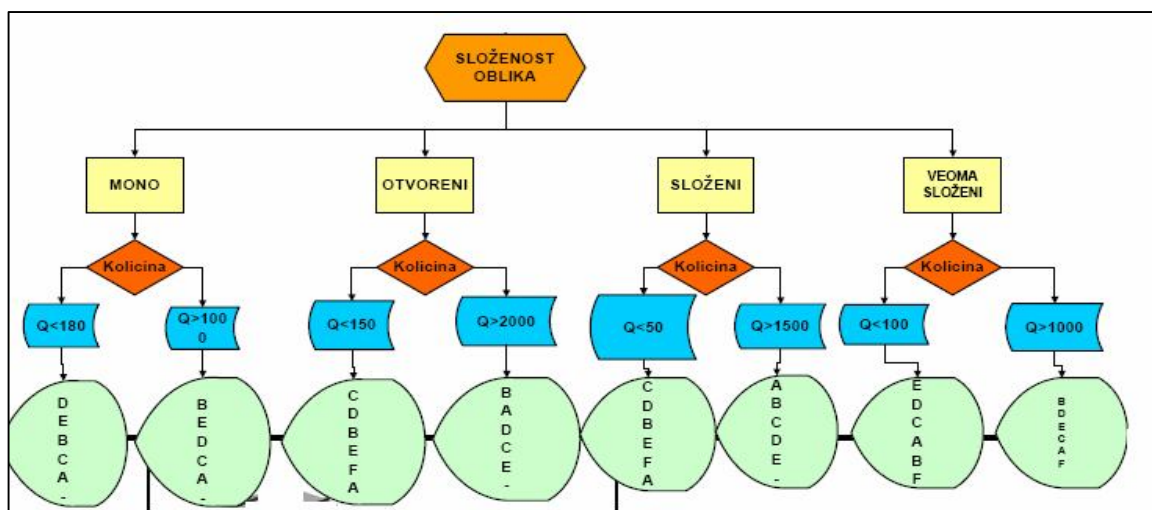 SLOŽENOST
OBLIKA
MONO
OTVORENI
SLOŽENI
VEOMA
SLOŽENI
Kolicina
Kolicina
Kolicina
Kolicina
Q<180
Q>100
0
Q<150
Q>2000
Q<50
Q>1500
Q<100
Q>1000
D
E
B
C
A
-
B
E
D
C
A
-
C
D
B
E
F
A
B
A
D
C
E
-
C
D
B
E
F
A
A
B
C
D
E
-
E
D
C
A
B
F
B
D
E
C
A
F